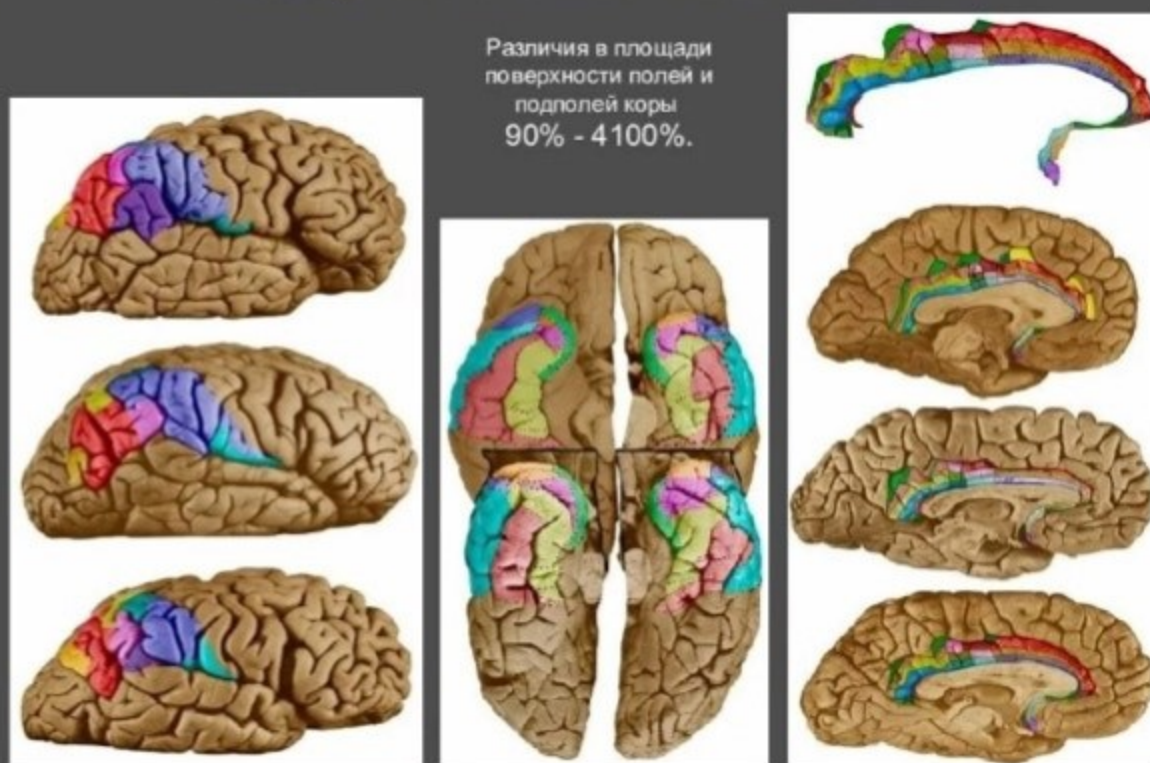 Различия в площади
поверхности полей и
подполей коры
90% - 4100%.